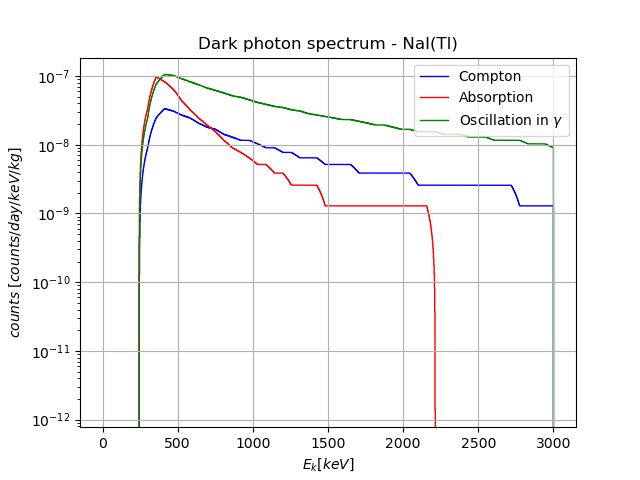 Dark photon spectrum - NaI(Tl)
counts [counts/day/keV/kg]
10⁻⁷
10⁻⁸
10⁻⁹
10⁻¹⁰
10⁻¹¹
10⁻¹²
Compton
Absorption
Oscillation in γ
0 500 1000 1500 2000 2500 3000
E_k[keV]